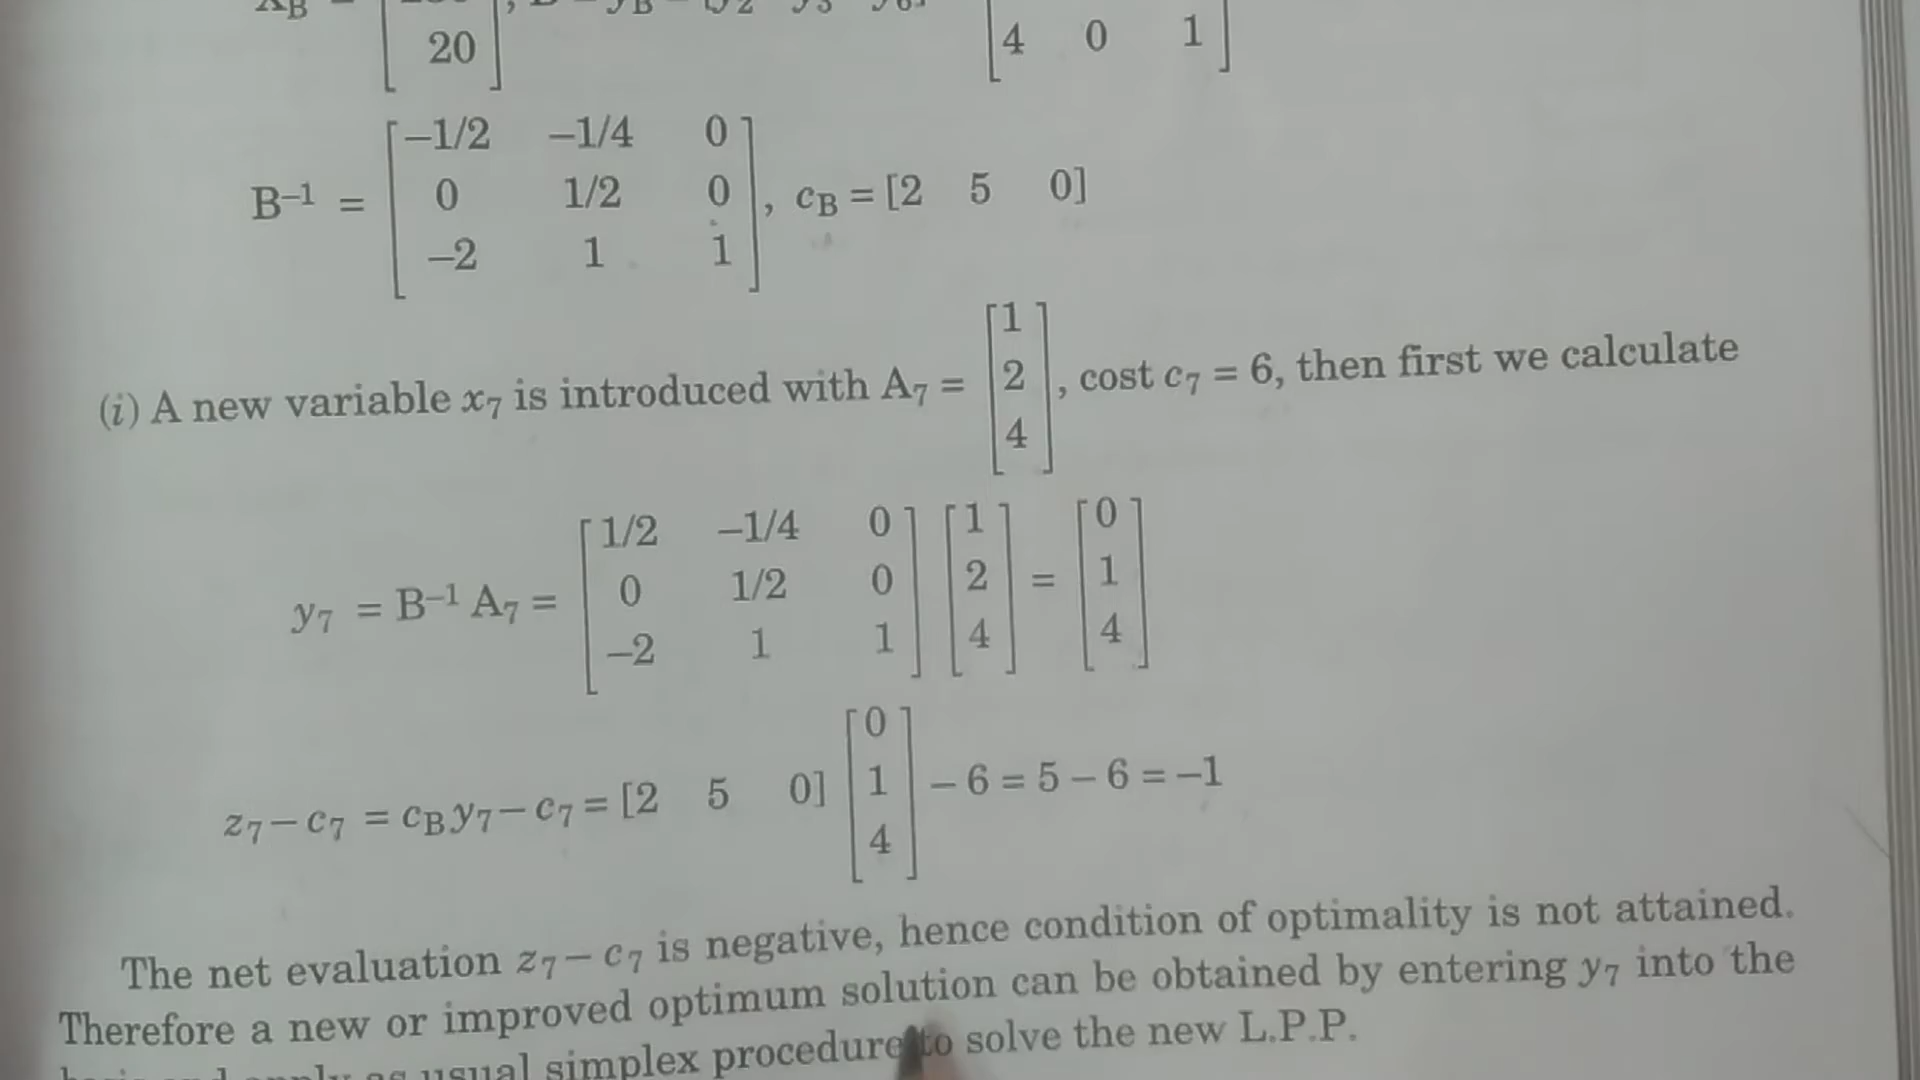 20
4 0 1
B–1 = [–1/2 –1/4 0
0 1/2 0
–2 1 1], cB = [2 5 0]
(i) A new variable x7 is introduced with A7 = [1 2 4], cost c7 = 6, then first we calculate
y7 = B–1 A7 = [1/2 –1/4 0
0 1/2 0
–2 1 1] [1 2 4] = [0 1 4]
z7 – c7 = cB y7 – c7 = [2 5 0] [0 1 4] – 6 = 5 – 6 = –1
The net evaluation z7 – c7 is negative, hence condition of optimality is not attained.
Therefore a new or improved optimum solution can be obtained by entering y7 into the
usual simplex procedure to solve the new L.P.P.